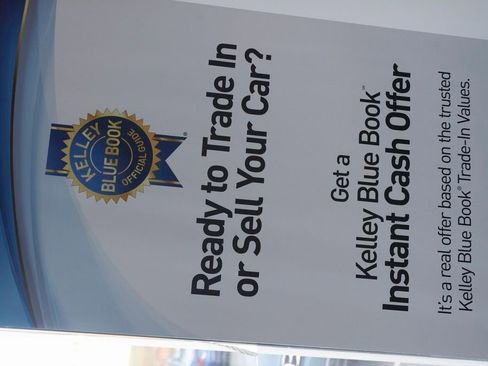 KELLEY
BLUE BOOK
OFFICIAL GUIDE
®
Ready to Trade In
or Sell Your Car?
Get a
Kelley Blue Book™
Instant Cash Offer
It's a real offer based on the trusted
Kelley Blue Book® Trade-In Values.